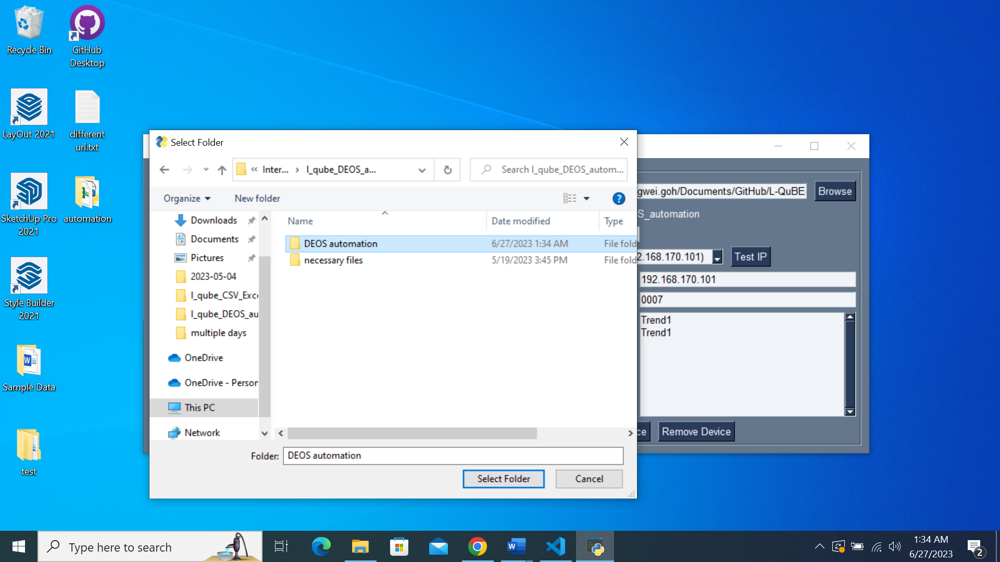 Recycle Bin
GitHub
Desktop
LayOut 2021
different
url.txt
SketchUp Pro
2021
automation
Style Builder
2021
Sample Data
test
Select Folder
Inter...
l_qube_DEOS_a...
Search l_qube_DEOS_autom...
Organize
New folder
?
Downloads
Documents
Pictures
2023-05-04
l_qube_CSV_Exc
l_qube_DEOS_au
multiple days
OneDrive
OneDrive - Person
This PC
Network
Name
Date modified
Type
DEOS automation
6/27/2023 1:34 AM
File fold
necessary files
5/19/2023 3:45 PM
File fold
Folder:
DEOS automation
Select Folder
Cancel
gwei.goh/Documents/GitHub/L-QuBE
Browse
S_automation
2.168.170.101)
Test IP
192.168.170.101
0007
Trend1
Trend1
ce
Remove Device
Type here to search
1:34 AM
6/27/2023
2